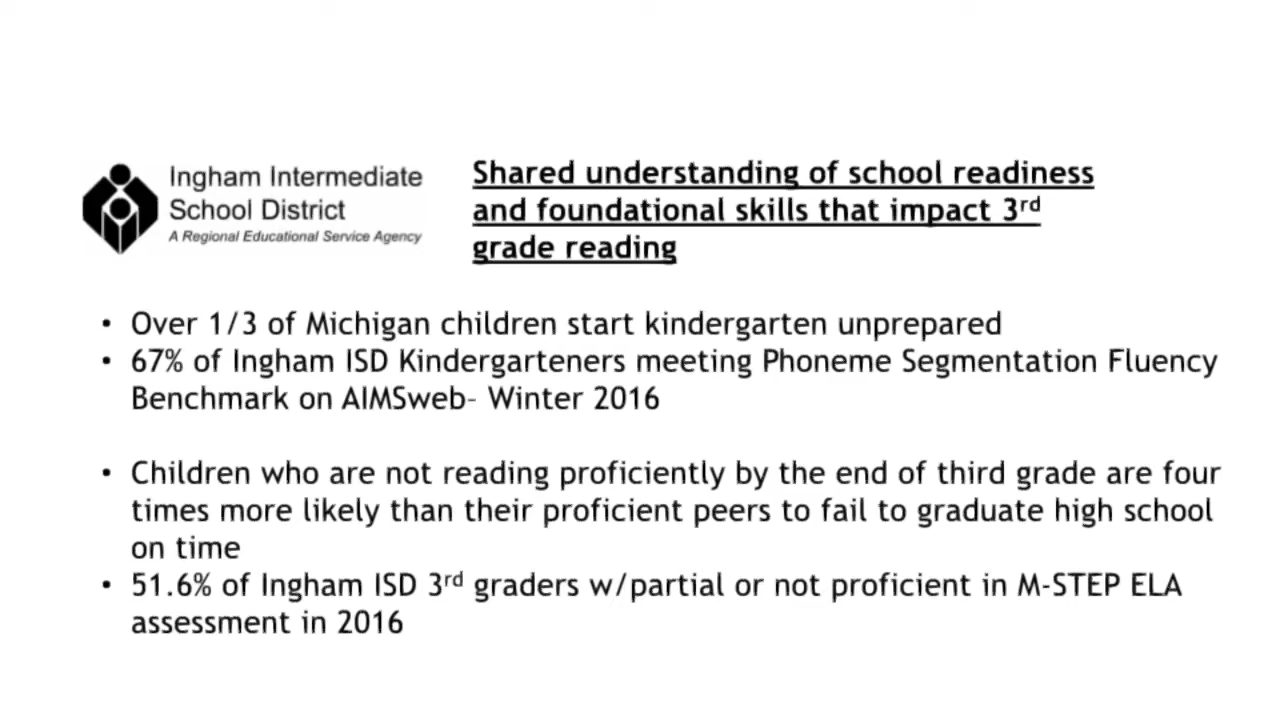 Ingham Intermediate
School District
A Regional Educational Service Agency
Shared understanding of school readiness
and foundational skills that impact 3rd
grade reading
• Over 1/3 of Michigan children start kindergarten unprepared
• 67% of Ingham ISD Kindergarteners meeting Phoneme Segmentation Fluency
Benchmark on AIMSweb– Winter 2016
• Children who are not reading proficiently by the end of third grade are four
times more likely than their proficient peers to fail to graduate high school
on time
• 51.6% of Ingham ISD 3rd graders w/partial or not proficient in M-STEP ELA
assessment in 2016